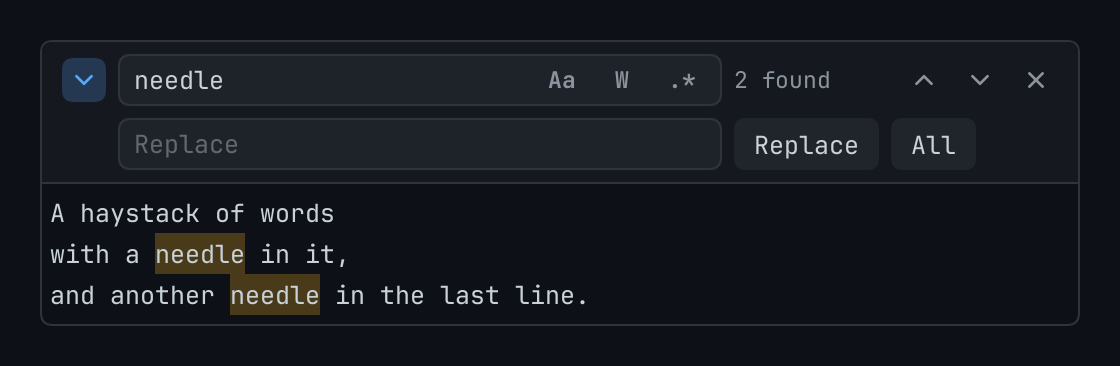 needle Aa W .* 2 found
Replace Replace All
A haystack of words
with a needle in it,
and another needle in the last line.